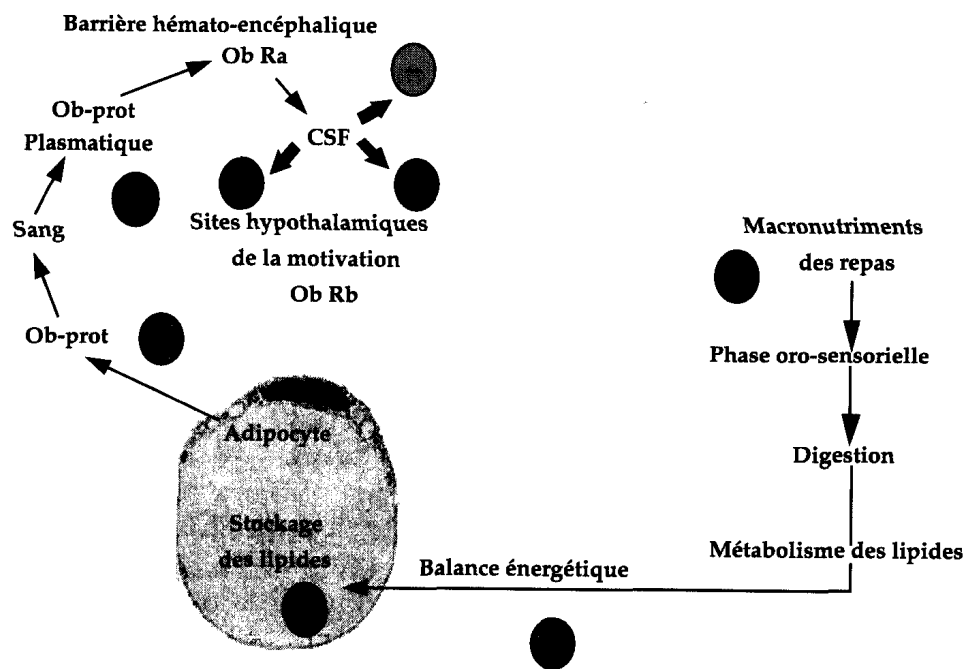 Barrière hémato-encéphalique
Ob Ra
Ob-prot
Plasmatique
CSF
Sang
Sites hypothalamiques
de la motivation
Ob Rb
Macronutriments
des repas
Ob-prot
Phase oro-sensorielle
Adipocyte
Digestion
Stockage
des lipides
Métabolisme des lipides
Balance énergétique